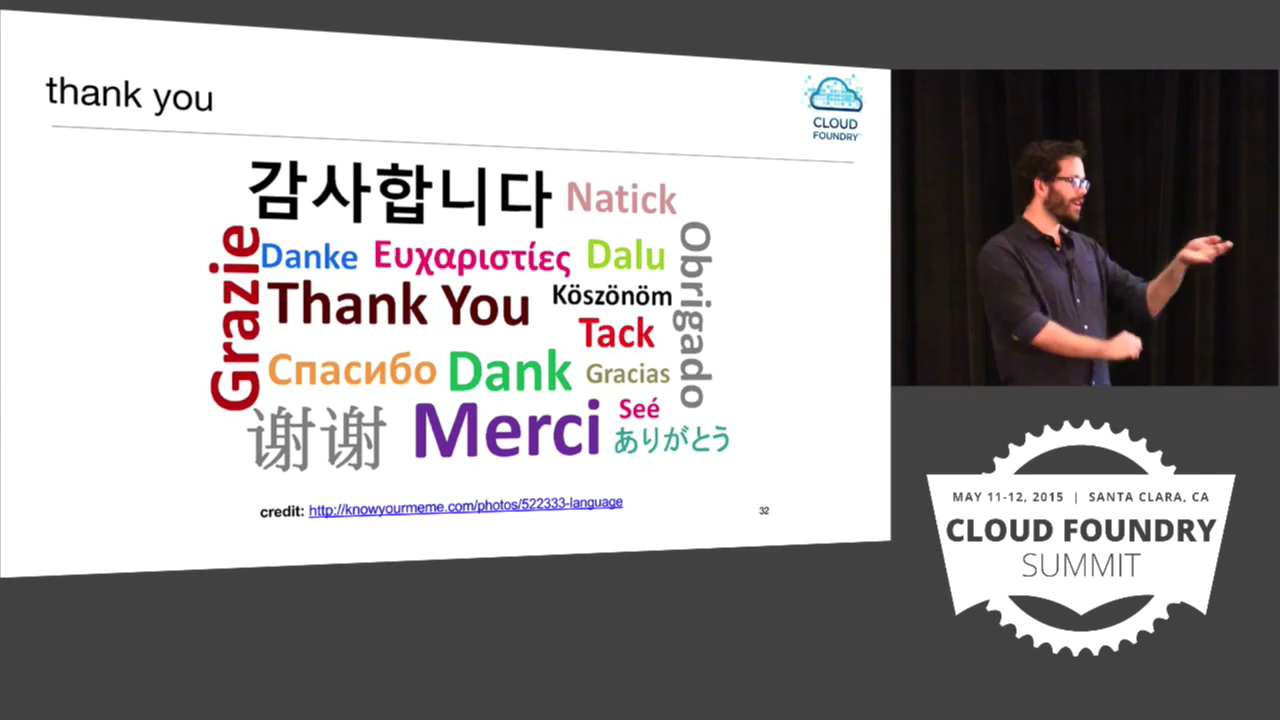 thank you
CLOUD
FOUNDRY
감사합니다
Natick
Grazie
Danke
Ευχαριστίες
Dalu
Obrigado
Thank You
Köszönöm
Tack
Спасибо
Dank
Gracias
谢谢
Merci
Seé
ありがとう
credit: http://knowyourmeme.com/photos/522333-language
32
MAY 11-12, 2015 | SANTA CLARA, CA
CLOUD FOUNDRY
SUMMIT